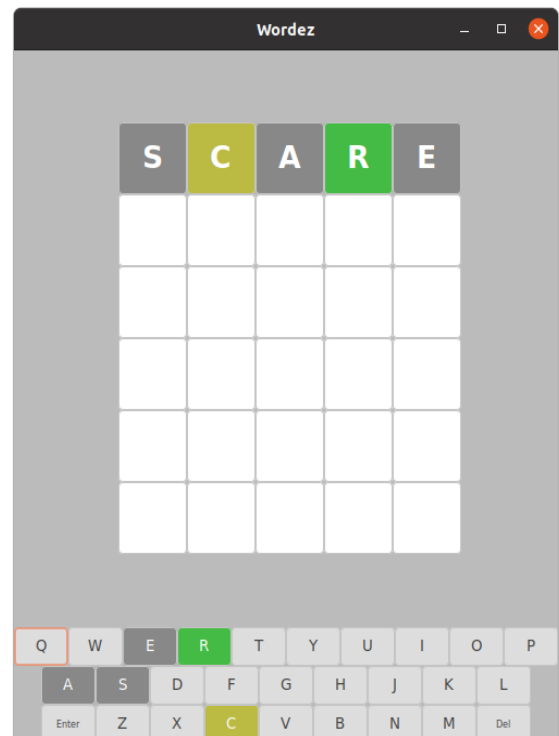 Wordez
S C A R E
Q W E R T Y U I O P
A S D F G H J K L
Enter Z X C V B N M Del